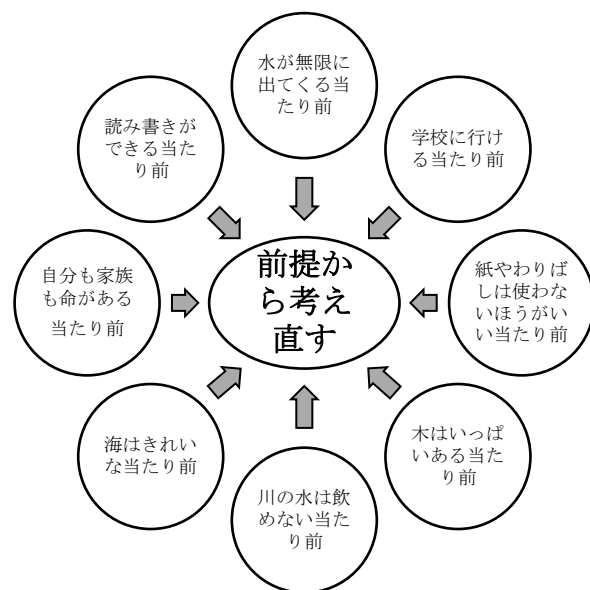 水が無限に
出てくる当
たり前
学校に行け
る当たり前
紙やわりば
しは使わな
いほうがい
い当たり前
木はいっぱ
いある当た
り前
川の水は飲
めない当た
り前
海はきれい
な当たり前
自分も家族
も命がある
当たり前
読み書きが
できる当た
り前
前提か
ら考え
直す